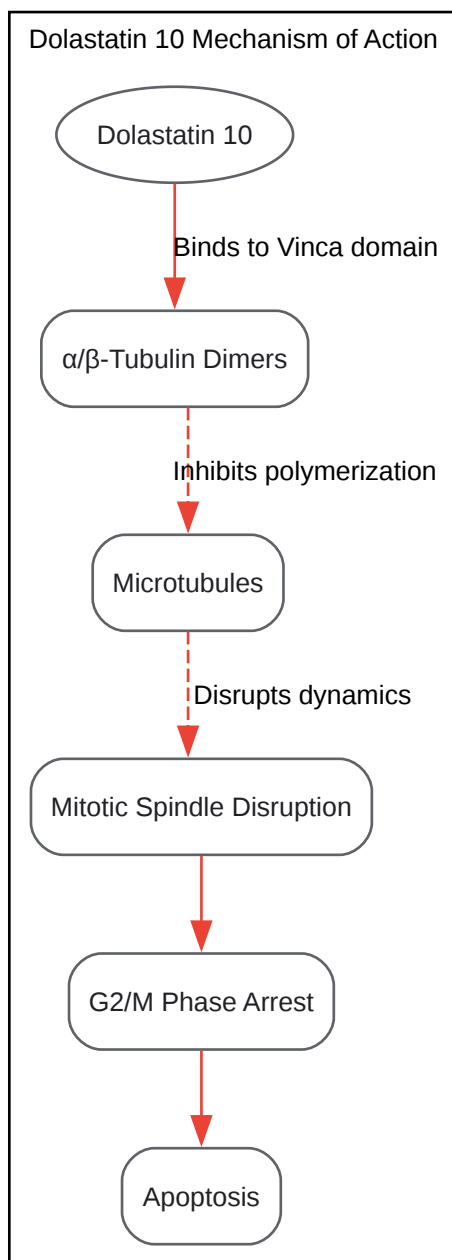 Dolastatin 10 Mechanism of Action
Dolastatin 10
Binds to Vinca domain
α/β-Tubulin Dimers
Inhibits polymerization
Microtubules
Disrupts dynamics
Mitotic Spindle Disruption
G2/M Phase Arrest
Apoptosis